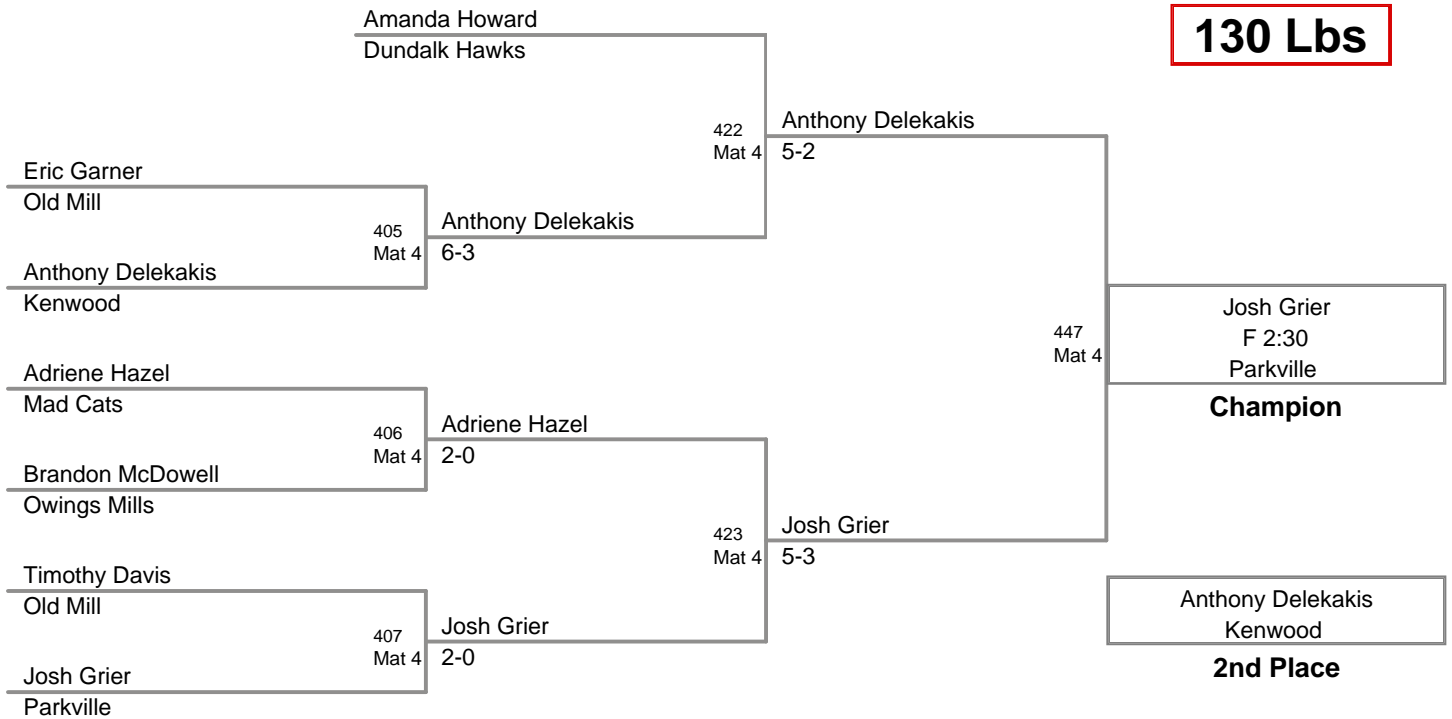 Amanda Howard
Dundalk Hawks
130 Lbs
422
Mat 4
Anthony Delekakis
5-2
Eric Garner
Old Mill
405
Mat 4
Anthony Delekakis
6-3
Anthony Delekakis
Kenwood
447
Mat 4
Josh Grier
F 2:30
Parkville
Champion
Adriene Hazel
Mad Cats
406
Mat 4
Adriene Hazel
2-0
Brandon McDowell
Owings Mills
423
Mat 4
Josh Grier
5-3
Timothy Davis
Old Mill
407
Mat 4
Josh Grier
2-0
Josh Grier
Parkville
Anthony Delekakis
Kenwood
2nd Place